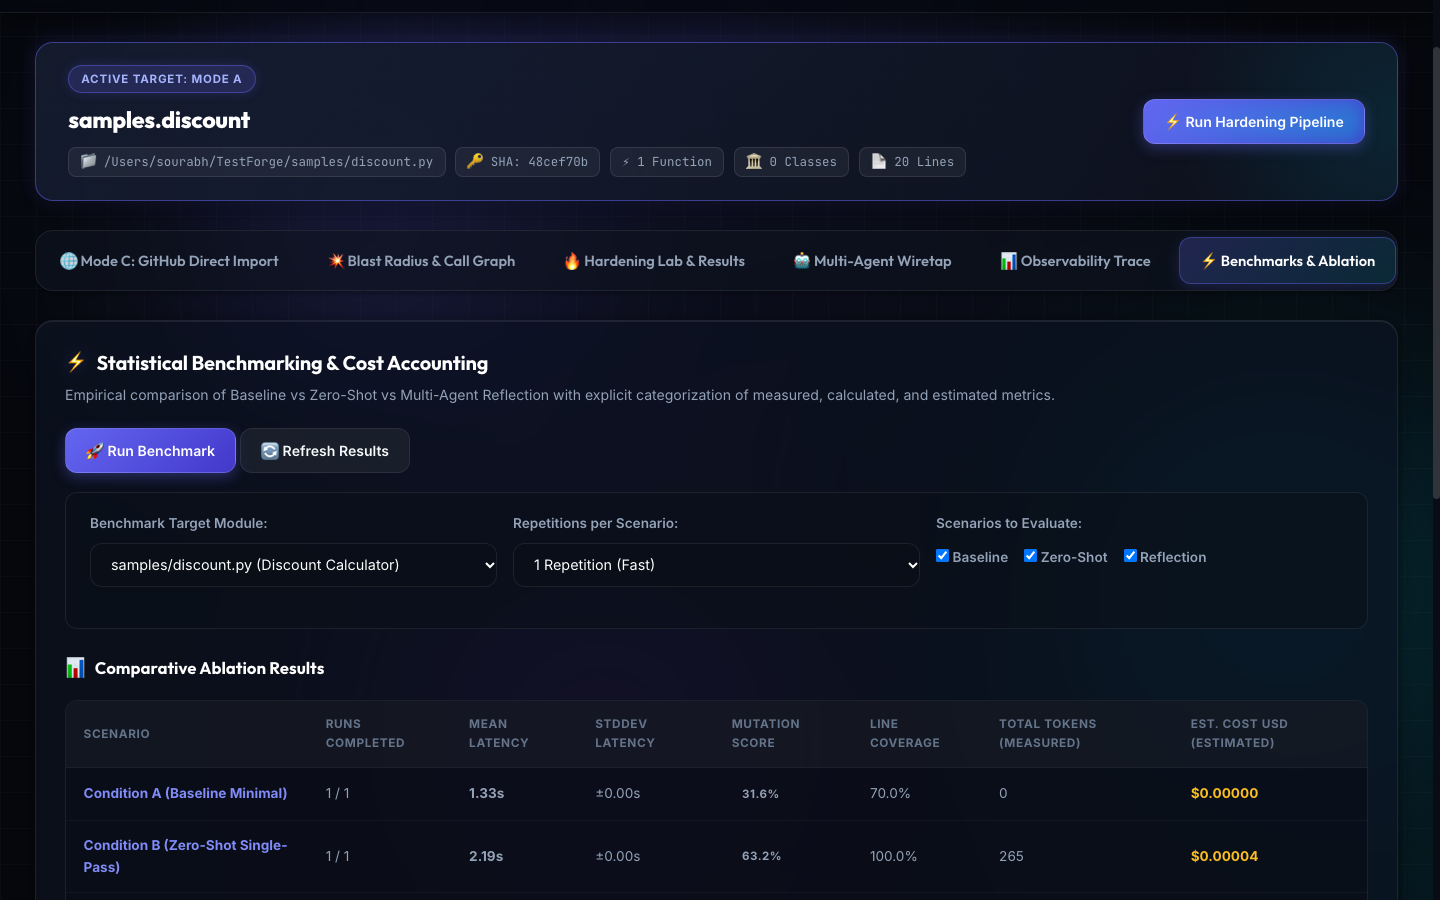 ACTIVE TARGET: MODE A
samples.discount
/Users/sourabh/TestForge/samples/discount.py
SHA: 48cef70b
1 Function
0 Classes
20 Lines
Run Hardening Pipeline
Mode C: GitHub Direct Import
Blast Radius & Call Graph
Hardening Lab & Results
Multi-Agent Wiretap
Observability Trace
Benchmarks & Ablation
Statistical Benchmarking & Cost Accounting
Empirical comparison of Baseline vs Zero-Shot vs Multi-Agent Reflection with explicit categorization of measured, calculated, and estimated metrics.
Run Benchmark
Refresh Results
Benchmark Target Module:
samples/discount.py (Discount Calculator)
Repetitions per Scenario:
1 Repetition (Fast)
Scenarios to Evaluate:
Baseline
Zero-Shot
Reflection
Comparative Ablation Results
SCENARIO
RUNS
COMPLETED
MEAN
LATENCY
STDDEV
LATENCY
MUTATION
SCORE
LINE
COVERAGE
TOTAL TOKENS
(MEASURED)
EST. COST USD
(ESTIMATED)
Condition A (Baseline Minimal)
1 / 1
1.33s
±0.00s
31.6%
70.0%
0
$0.00000
Condition B (Zero-Shot Single-
Pass)
1 / 1
2.19s
±0.00s
63.2%
100.0%
265
$0.00004